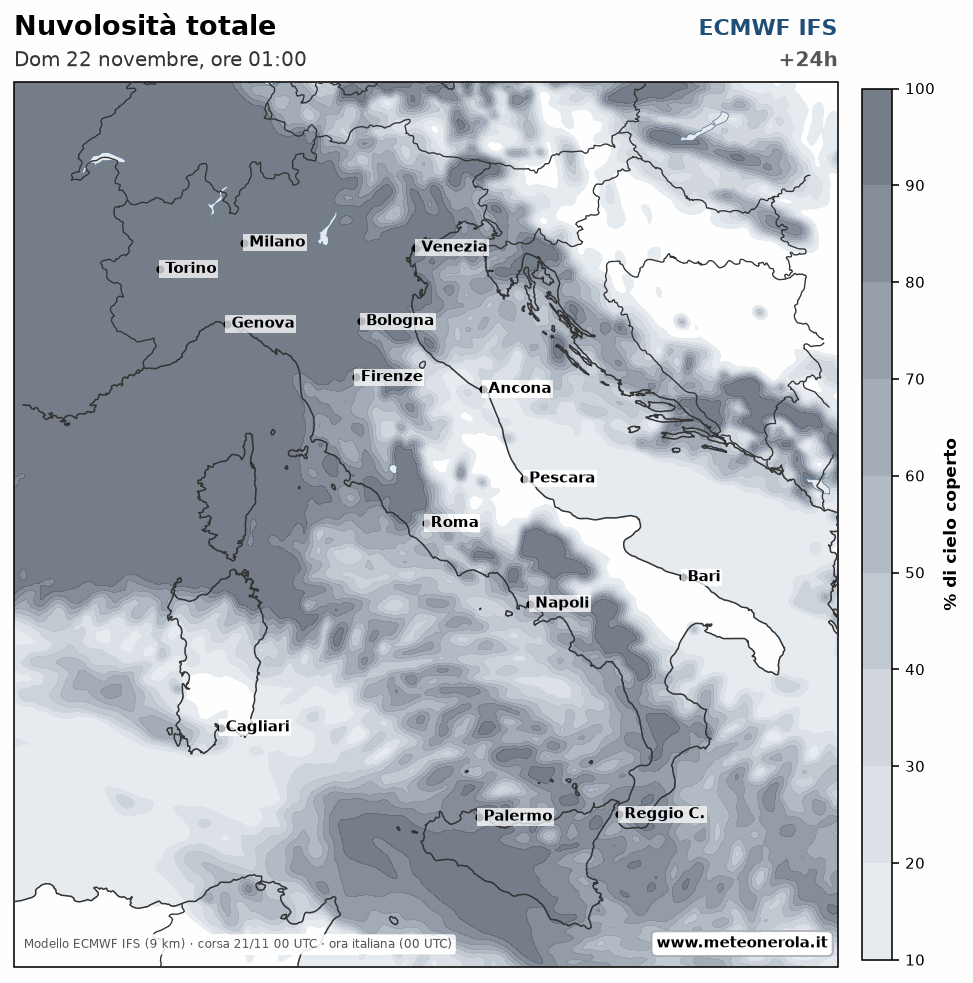 Nuvolosità totale
ECMWF IFS
Dom 22 novembre, ore 01:00
+24h
Milano
Venezia
Torino
Genova
Bologna
Firenze
Ancona
Pescara
Roma
Bari
Napoli
Cagliari
Palermo
Reggio C.
Modello ECMWF IFS (9 km) · corsa 21/11 00 UTC · ora italiana (00 UTC)
www.meteonerola.it
100
90
80
70
60
50
40
30
20
10
% di cielo coperto